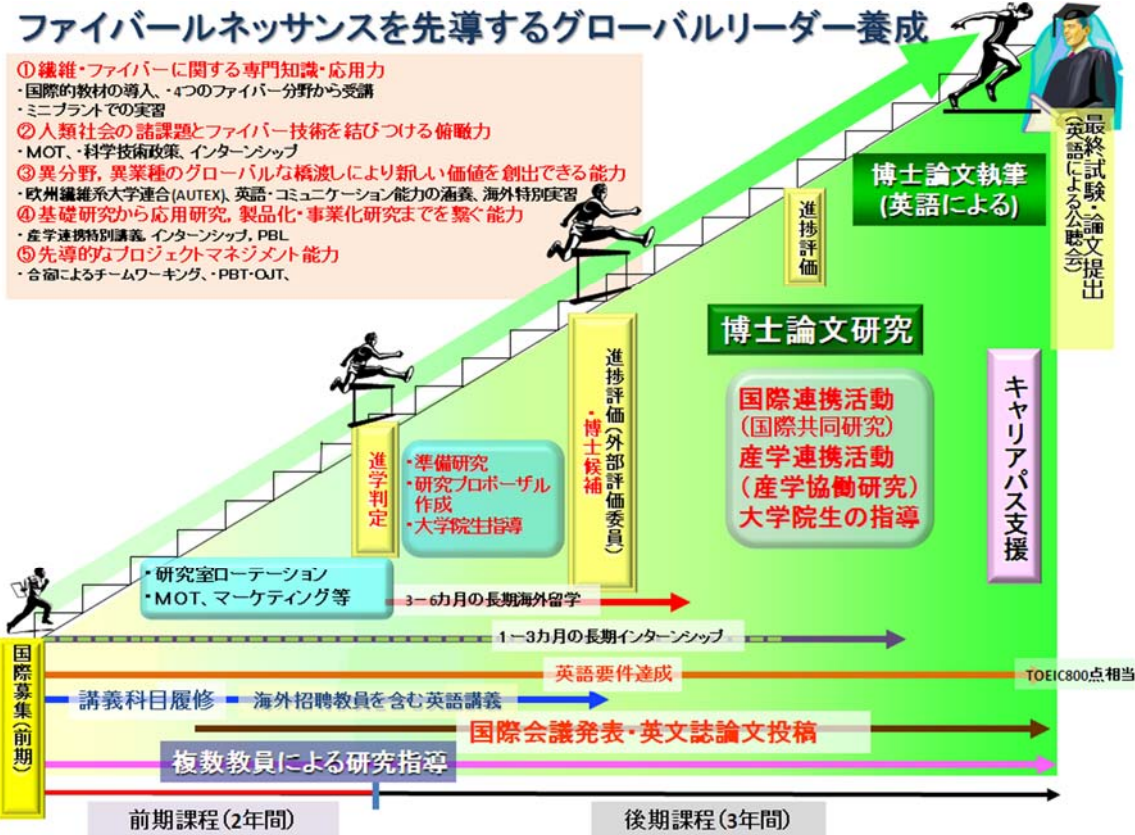 ファイバールネッサンスを先導するグローバルリーダー養成
①繊維・ファイバーに関する専門知識・応用力
・国際的教材の導入、・4つのファイバー分野から受講
・ミニプラントでの実習
②人類社会の諸課題とファイバー技術を結びつける俯瞰力
・MOT、・科学技術政策、インターンシップ
③異分野，異業種のグローバルな橋渡しにより新しい価値を創出できる能力
・欧州繊維系大学連合(AUTEX)、英語・コミュニケーション能力の涵義、海外特別実習
④基礎研究から応用研究，製品化・事業化研究までを繋ぐ能力
・産学連携特別講義，インターンシップ，PBL
⑤先導的なプロジェクトマネジメント能力
・合宿によるチームワーキング、・PBT・OJT、
最終試験・論文提出
(英語による公聴会)
博士論文執筆
(英語による)
進捗評価
博士論文研究
国際連携活動
(国際共同研究)
産学連携活動
(産学協働研究)
大学院生の指導
キャリアパス支援
進捗評価(外部評価委員)
・博士候補
進学判定
・準備研究
・研究プロポーザル
作成
・大学院生指導
・研究室ローテーション
・MOT、マーケティング等
3－6カ月の長期海外留学
1－3カ月の長期インターンシップ
国際募集(前期)
英語要件達成
TOEIC800点相当
講義科目履修
海外招聘教員を含む英語講義
国際会議発表・英文誌論文投稿
複数教員による研究指導
前期課程(2年間)
後期課程(3年間)